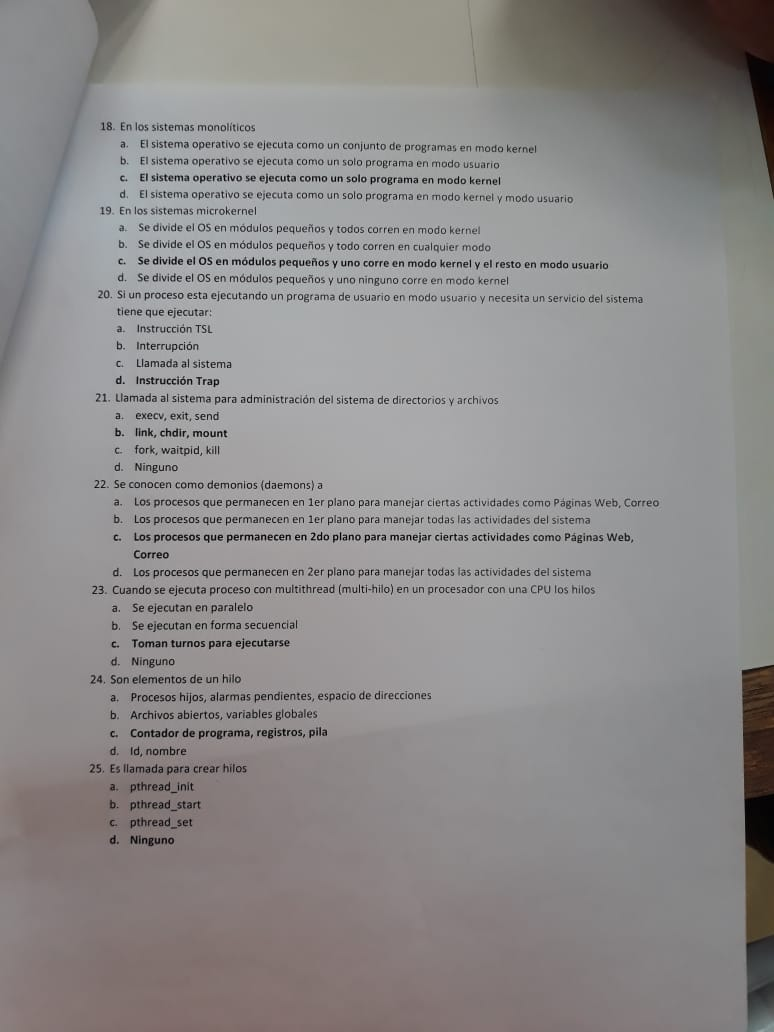 18. En los sistemas monolíticos
a. El sistema operativo se ejecuta como un conjunto de programas en modo kernel
b. El sistema operativo se ejecuta como un solo programa en modo usuario
c. El sistema operativo se ejecuta como un solo programa en modo kernel
d. El sistema operativo se ejecuta como un solo programa en modo kernel y modo usuario
19. En los sistemas microkernel
a. Se divide el OS en módulos pequeños y todos corren en modo kernel
b. Se divide el OS en módulos pequeños y todo corren en cualquier modo
c. Se divide el OS en módulos pequeños y uno corre en modo kernel y el resto en modo usuario
d. Se divide el OS en módulos pequeños y uno ninguno corre en modo kernel
20. Si un proceso esta ejecutando un programa de usuario en modo usuario y necesita un servicio del sistema
tiene que ejecutar:
a. Instrucción TSL
b. Interrupción
c. Llamada al sistema
d. Instrucción Trap
21. Llamada al sistema para administración del sistema de directorios y archivos
a. execv, exit, send
b. link, chdir, mount
c. fork, waitpid, kill
d. Ninguno
22. Se conocen como demonios (daemons) a
a. Los procesos que permanecen en 1er plano para manejar ciertas actividades como Páginas Web, Correo
b. Los procesos que permanecen en 1er plano para manejar todas las actividades del sistema
c. Los procesos que permanecen en 2do plano para manejar ciertas actividades como Páginas Web,
Correo
d. Los procesos que permanecen en 2er plano para manejar todas las actividades del sistema
23. Cuando se ejecuta proceso con multithread (multi-hilo) en un procesador con una CPU los hilos
a. Se ejecutan en paralelo
b. Se ejecutan en forma secuencial
c. Toman turnos para ejecutarse
d. Ninguno
24. Son elementos de un hilo
a. Procesos hijos, alarmas pendientes, espacio de direcciones
b. Archivos abiertos, variables globales
c. Contador de programa, registros, pila
d. Id, nombre
25. Es llamada para crear hilos
a. pthread_init
b. pthread_start
c. pthread_set
d. Ninguno